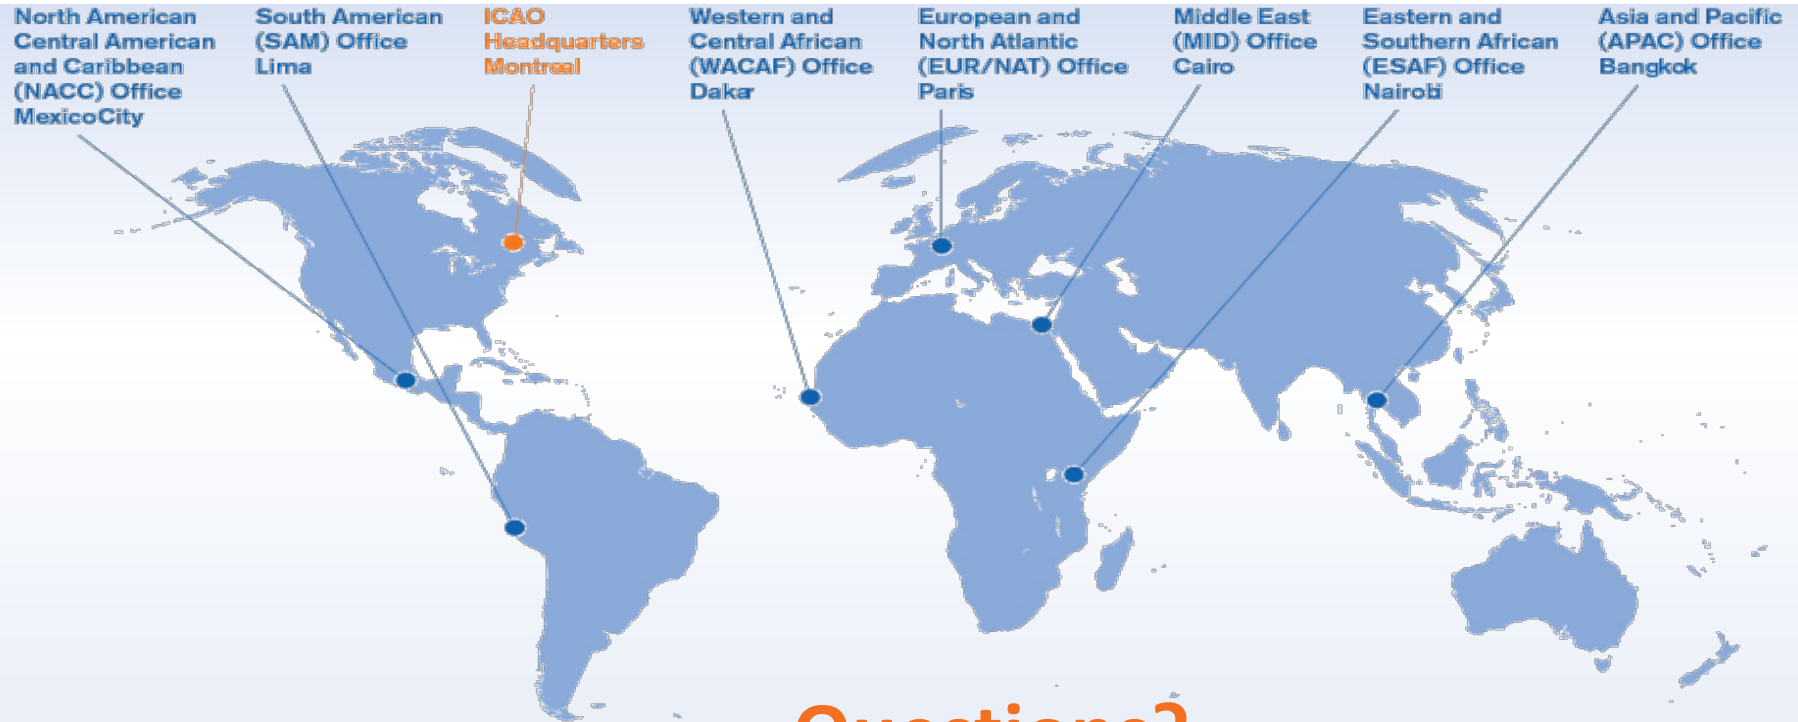 North American
Central American
and Caribbean
(NACC) Office
MexicoCity
South American
(SAM) Office
Lima
ICAO
Headquarters
Montreal
Western and
Central African
(WACAF) Office
Dakar
European and
North Atlantic
(EUR/NAT) Office
Paris
Middle East
(MID) Office
Cairo
Eastern and
Southern African
(ESAF) Office
Nairobi
Asia and Pacific
(APAC) Office
Bangkok
Questions?